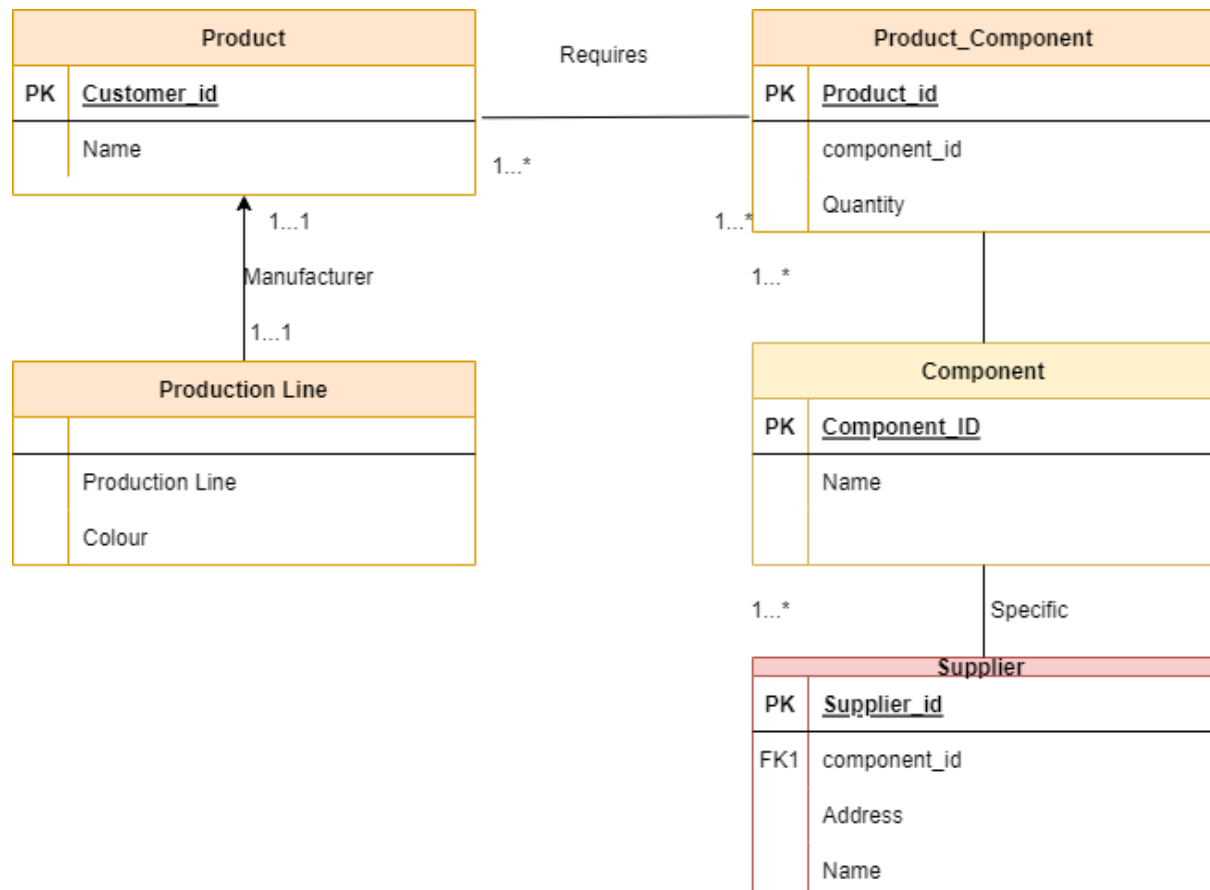 Product
PK Customer_id
Name
Requires
1...*
1...*
Product_Component
PK Product_id
component_id
Quantity
1...1
Manufacturer
1...1
1...*
Production Line
Production Line
Colour
Component
PK Component_ID
Name
1...*
Specific
Supplier
PK Supplier_id
FK1 component_id
Address
Name